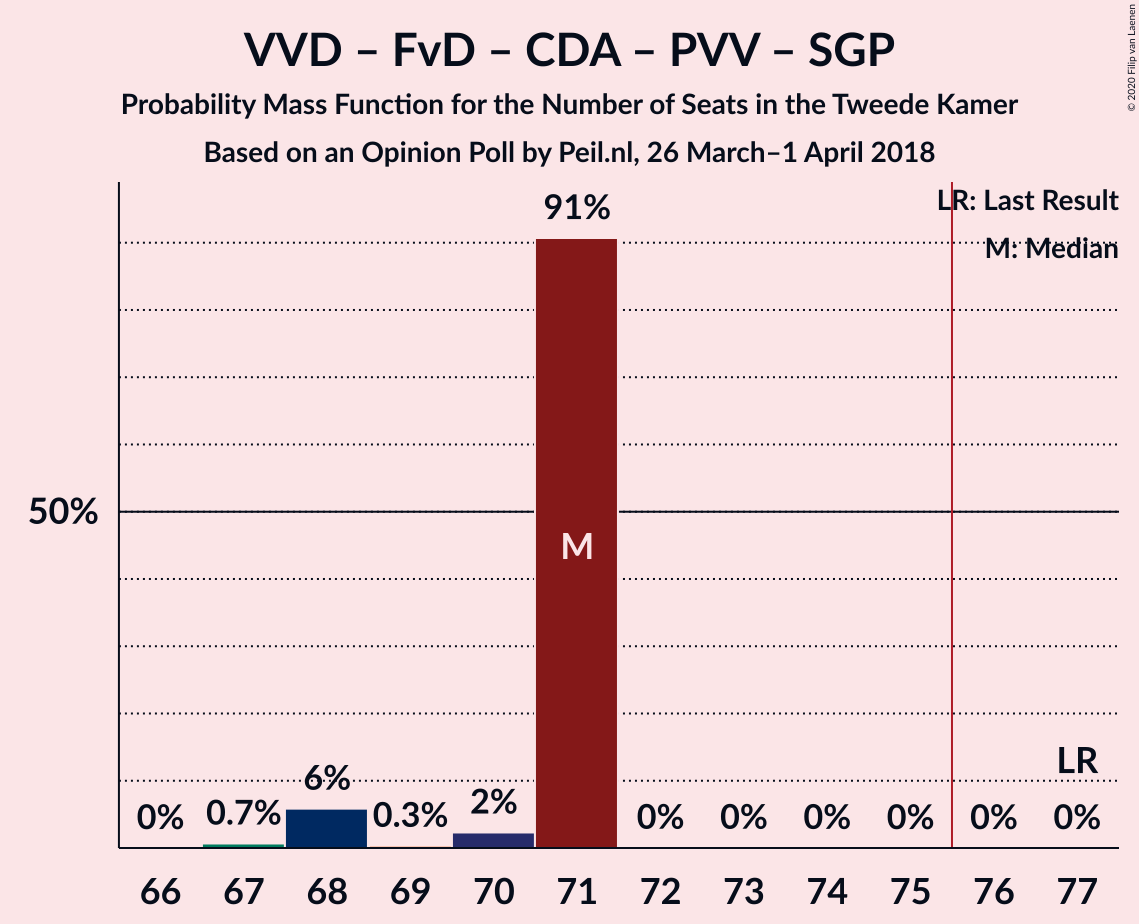 VVD – FvD – CDA – PVV – SGP
Probability Mass Function for the Number of Seats in the Tweede Kamer
Based on an Opinion Poll by Peil.nl, 26 March–1 April 2018
© 2020 Filip van Laenen
LR: Last Result
M: Median
91%
50%
M
LR
0% 0.7% 6% 0.3% 2% 0% 0% 0% 0% 0% 0%
66 67 68 69 70 71 72 73 74 75 76 77